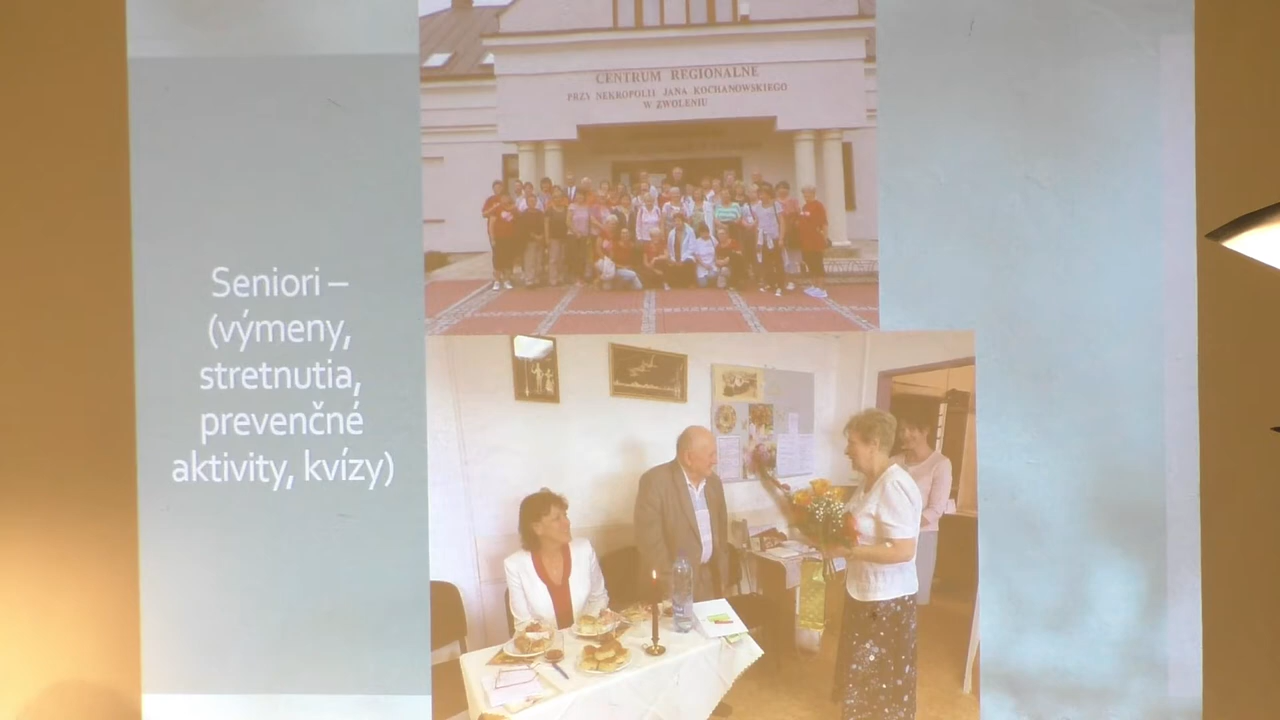 Seniori –
(výmeny,
stretnutia,
prevenčné
aktivity, kvízy)
CENTRUM REGIONALNE
PRZY NEKROPOLII JANA KOCHANOWSKIEGO
W ZWOLENIU